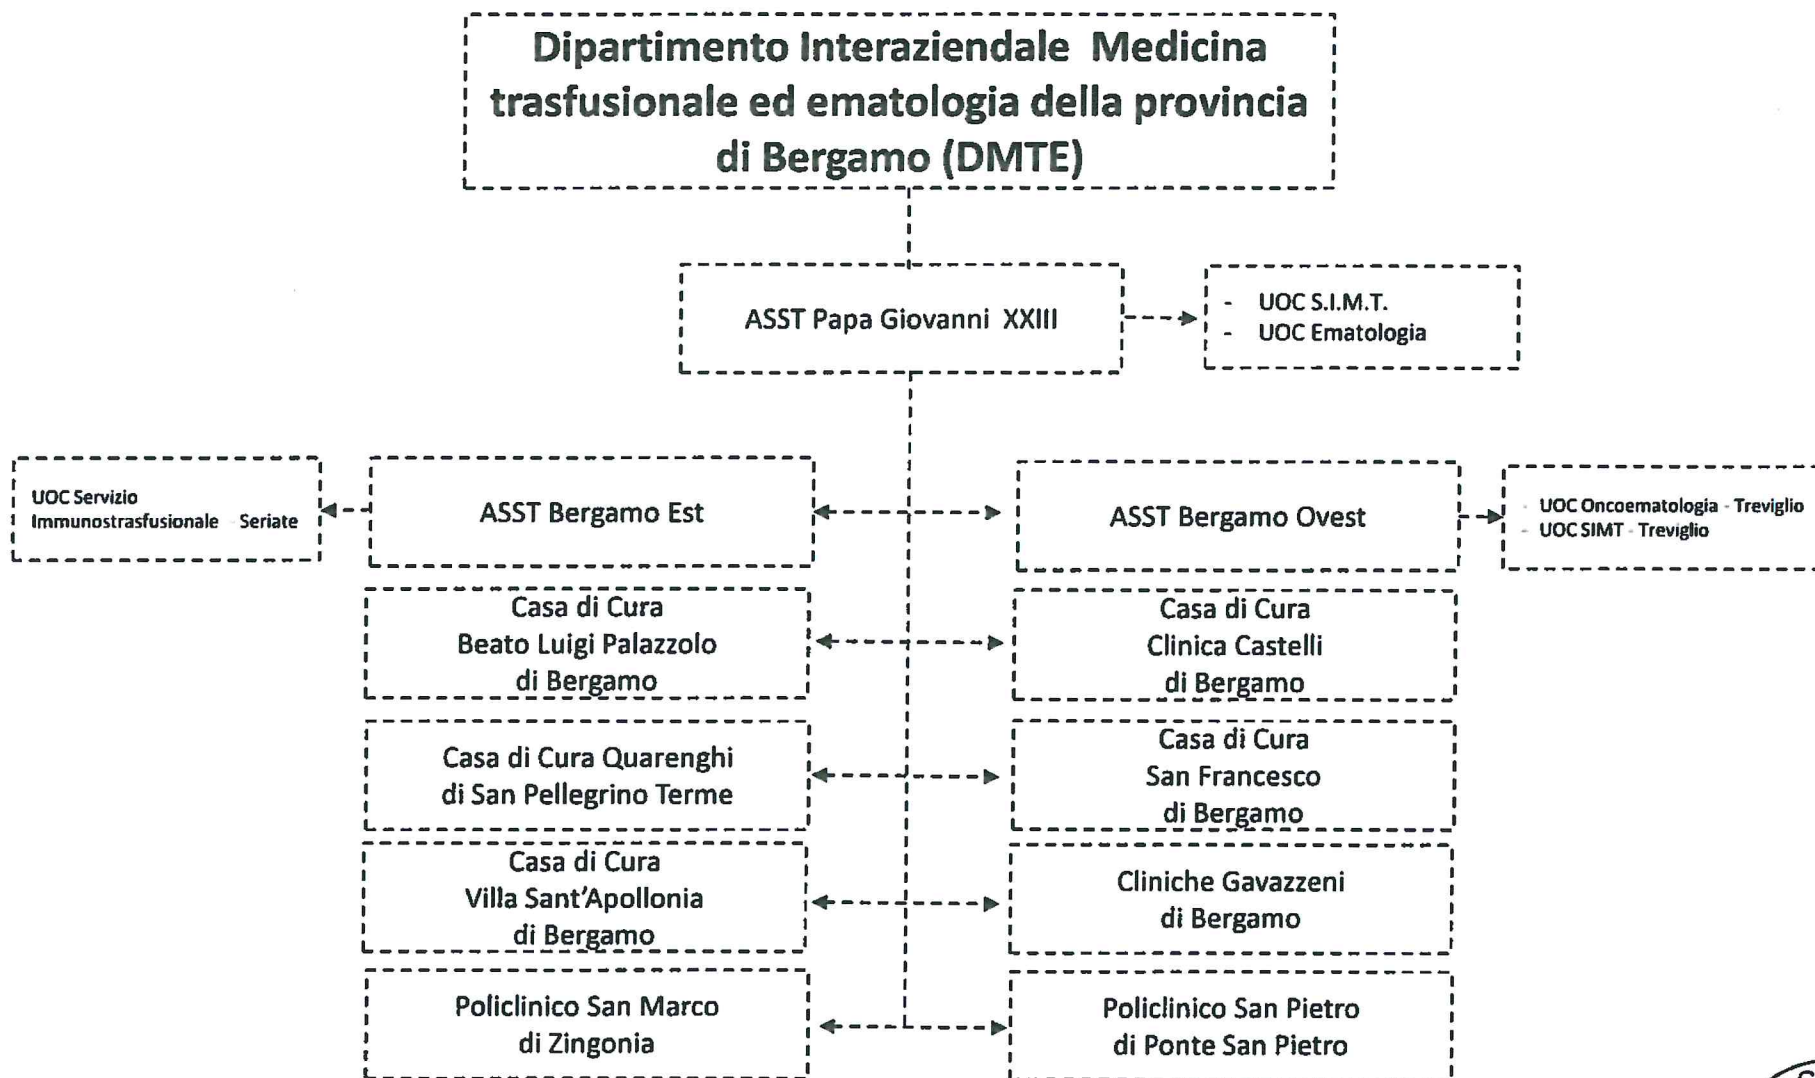 Dipartimento Interaziendale Medicina
trasfusionale ed ematologia della provincia
di Bergamo (DMTE)
ASST Papa Giovanni XXIII
- UOC S.I.M.T.
- UOC Ematologia
UOC Servizio
Immunostrasfusionale - Seriate
ASST Bergamo Est
ASST Bergamo Ovest
- UOC Oncoematologia - Treviglio
- UOC SIMT - Treviglio
Casa di Cura
Beato Luigi Palazzolo
di Bergamo
Casa di Cura
Clinica Castelli
di Bergamo
Casa di Cura Quarenghi
di San Pellegrino Terme
Casa di Cura
San Francesco
di Bergamo
Casa di Cura
Villa Sant'Apollonia
di Bergamo
Cliniche Gavazzeni
di Bergamo
Policlinico San Marco
di Zingonia
Policlinico San Pietro
di Ponte San Pietro